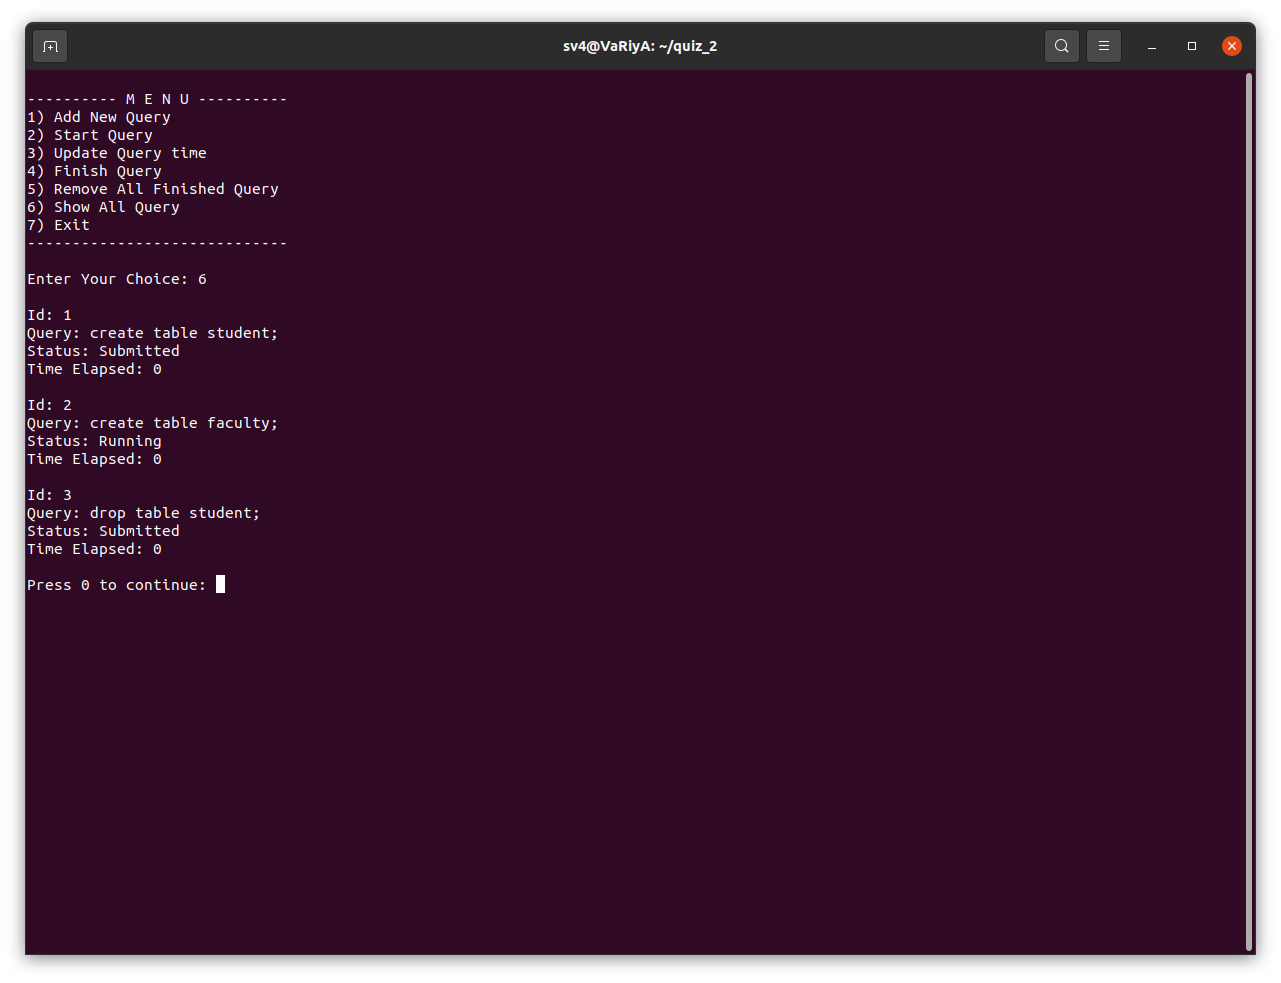 sv4@VaRiyA: ~/quiz_2
---------- M E N U ----------
1) Add New Query
2) Start Query
3) Update Query time
4) Finish Query
5) Remove All Finished Query
6) Show All Query
7) Exit
-----------------------------
Enter Your Choice: 6
Id: 1
Query: create table student;
Status: Submitted
Time Elapsed: 0
Id: 2
Query: create table faculty;
Status: Running
Time Elapsed: 0
Id: 3
Query: drop table student;
Status: Submitted
Time Elapsed: 0
Press 0 to continue: